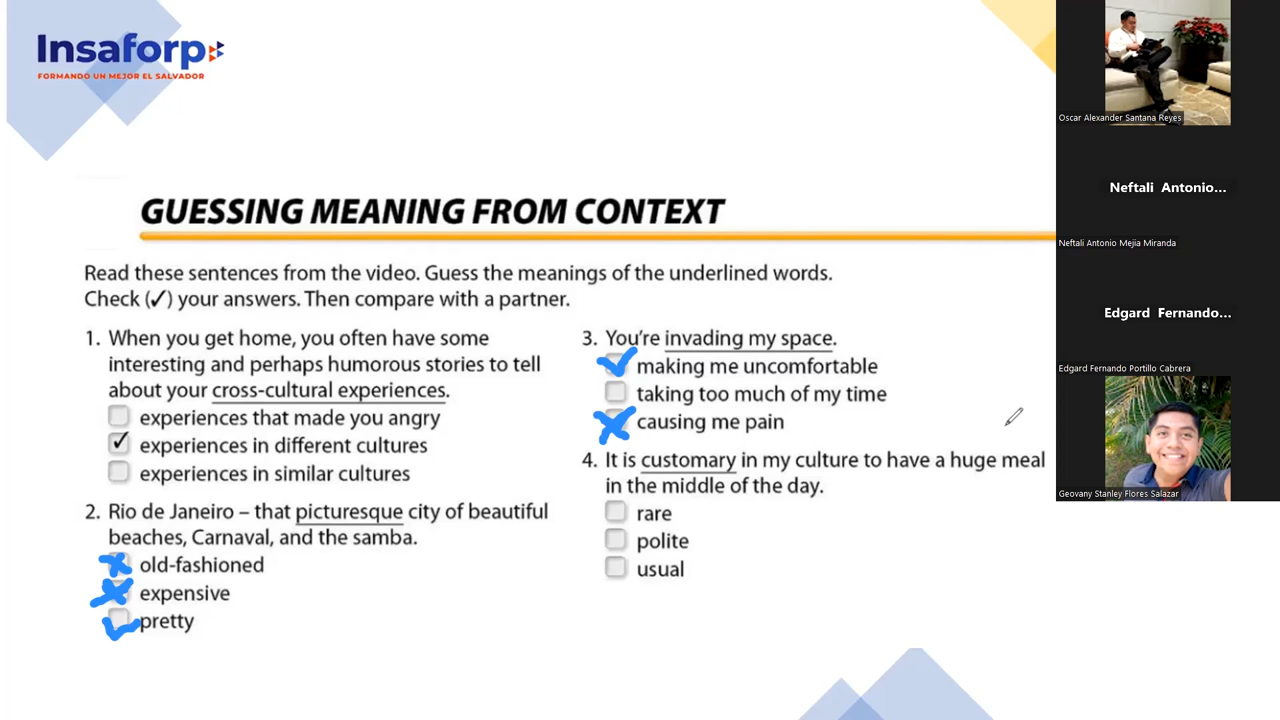 Insaforp
FORMANDO UN MEJOR EL SALVADOR
GUESSING MEANING FROM CONTEXT
Read these sentences from the video. Guess the meanings of the underlined words.
Check (✓) your answers. Then compare with a partner.
1. When you get home, you often have some
interesting and perhaps humorous stories to tell
about your cross-cultural experiences.
experiences that made you angry
✓ experiences in different cultures
experiences in similar cultures
2. Rio de Janeiro – that picturesque city of beautiful
beaches, Carnaval, and the samba.
old-fashioned
expensive
pretty
3. You're invading my space.
making me uncomfortable
taking too much of my time
causing me pain
4. It is customary in my culture to have a huge meal
in the middle of the day.
rare
polite
usual
Oscar Alexander Santana Reyes
Neftali Antonio...
Neftali Antonio Mejia Miranda
Edgard Fernando...
Edgard Fernando Portillo Cabrera
Geovany Stanley Flores Salazar